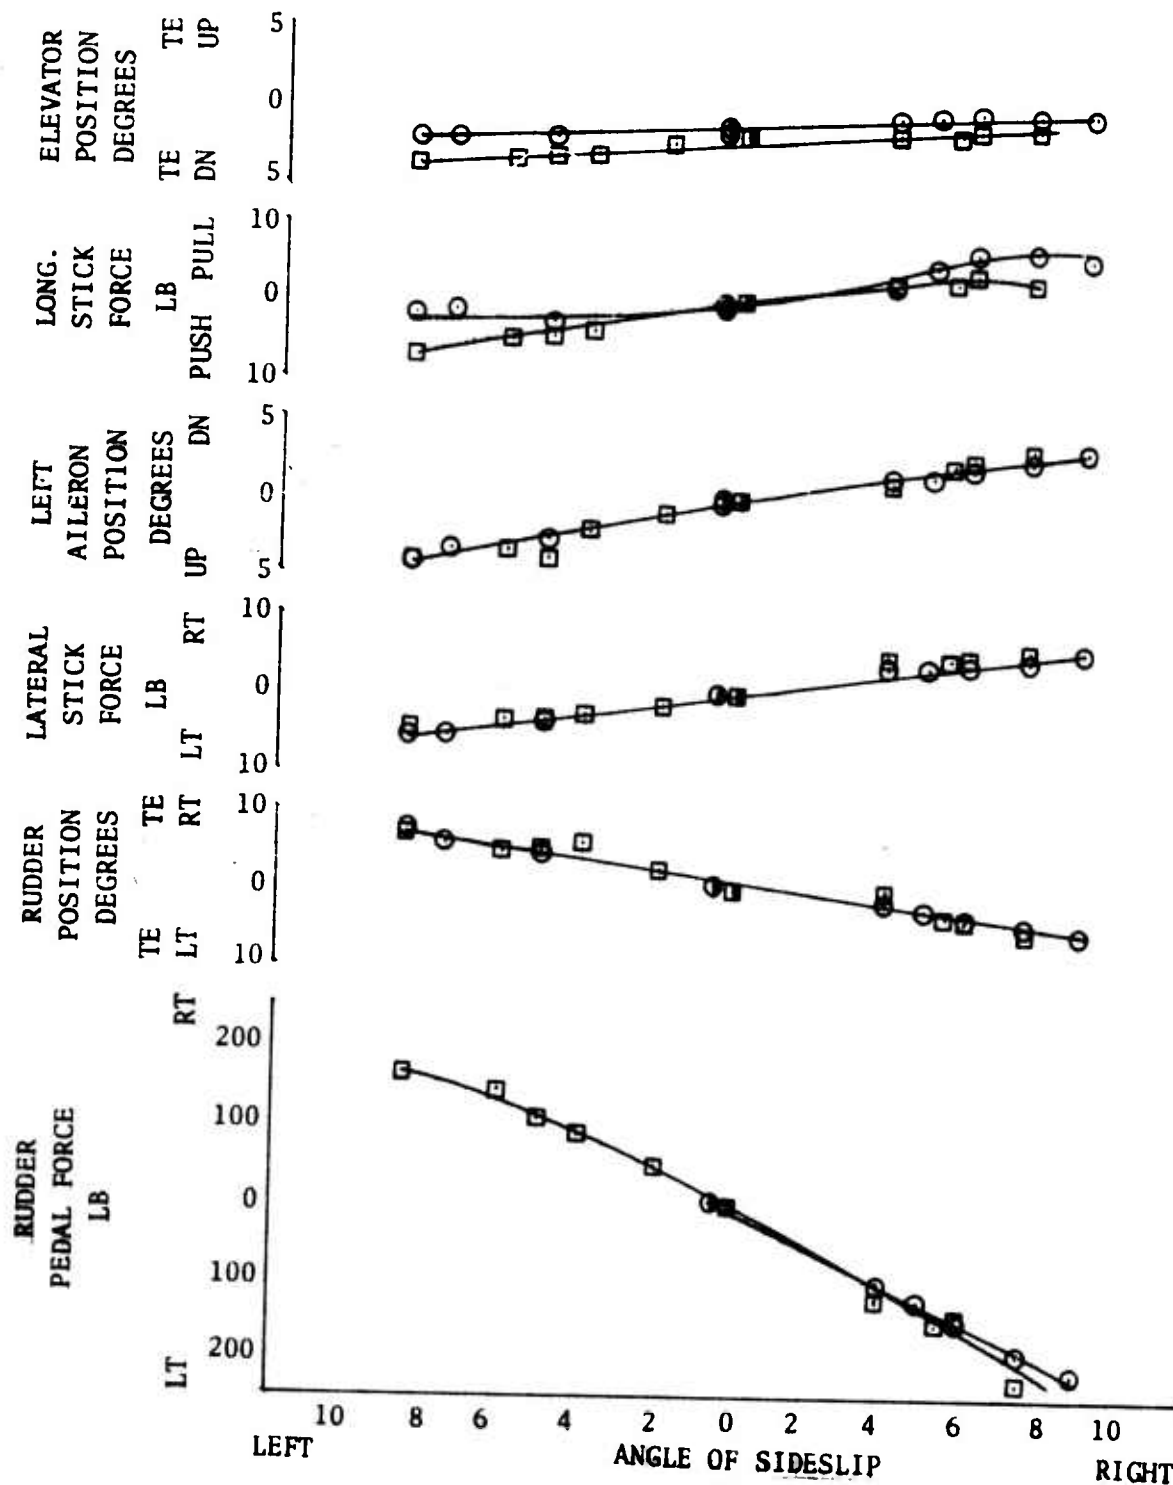 ELEVATOR
POSITION
DEGREES
TE UP
TE DN
5
0
5
LONG.
STICK
FORCE
LB
PUSH PULL
10
0
10
LEFT
AILERON
POSITION
DEGREES
UP DN
5
0
5
LATERAL
STICK
FORCE
LB
LT RT
10
0
10
RUDDER
POSITION
DEGREES
TE RT
TE LT
10
0
10
RUDDER
PEDAL FORCE
LB
LT RT
200
100
0
100
200
10 8 6 4 2 0 2 4 6 8 10
LEFT ANGLE OF SIDESLIP RIGHT